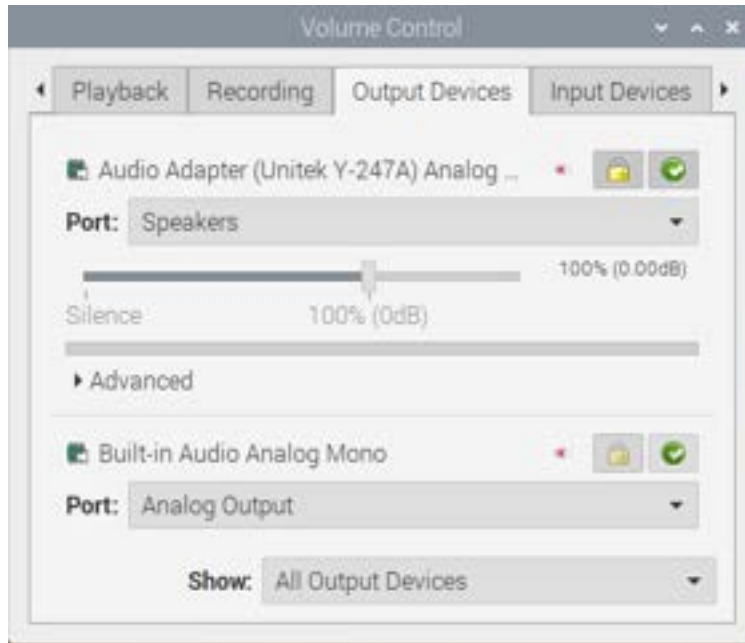 Volume Control
Playback Recording Output Devices Input Devices
Audio Adapter (Unitek Y-247A) Analog ...
Port: Speakers
100% (0.00dB)
Silence 100% (0dB)
Advanced
Built-in Audio Analog Mono
Port: Analog Output
Show: All Output Devices